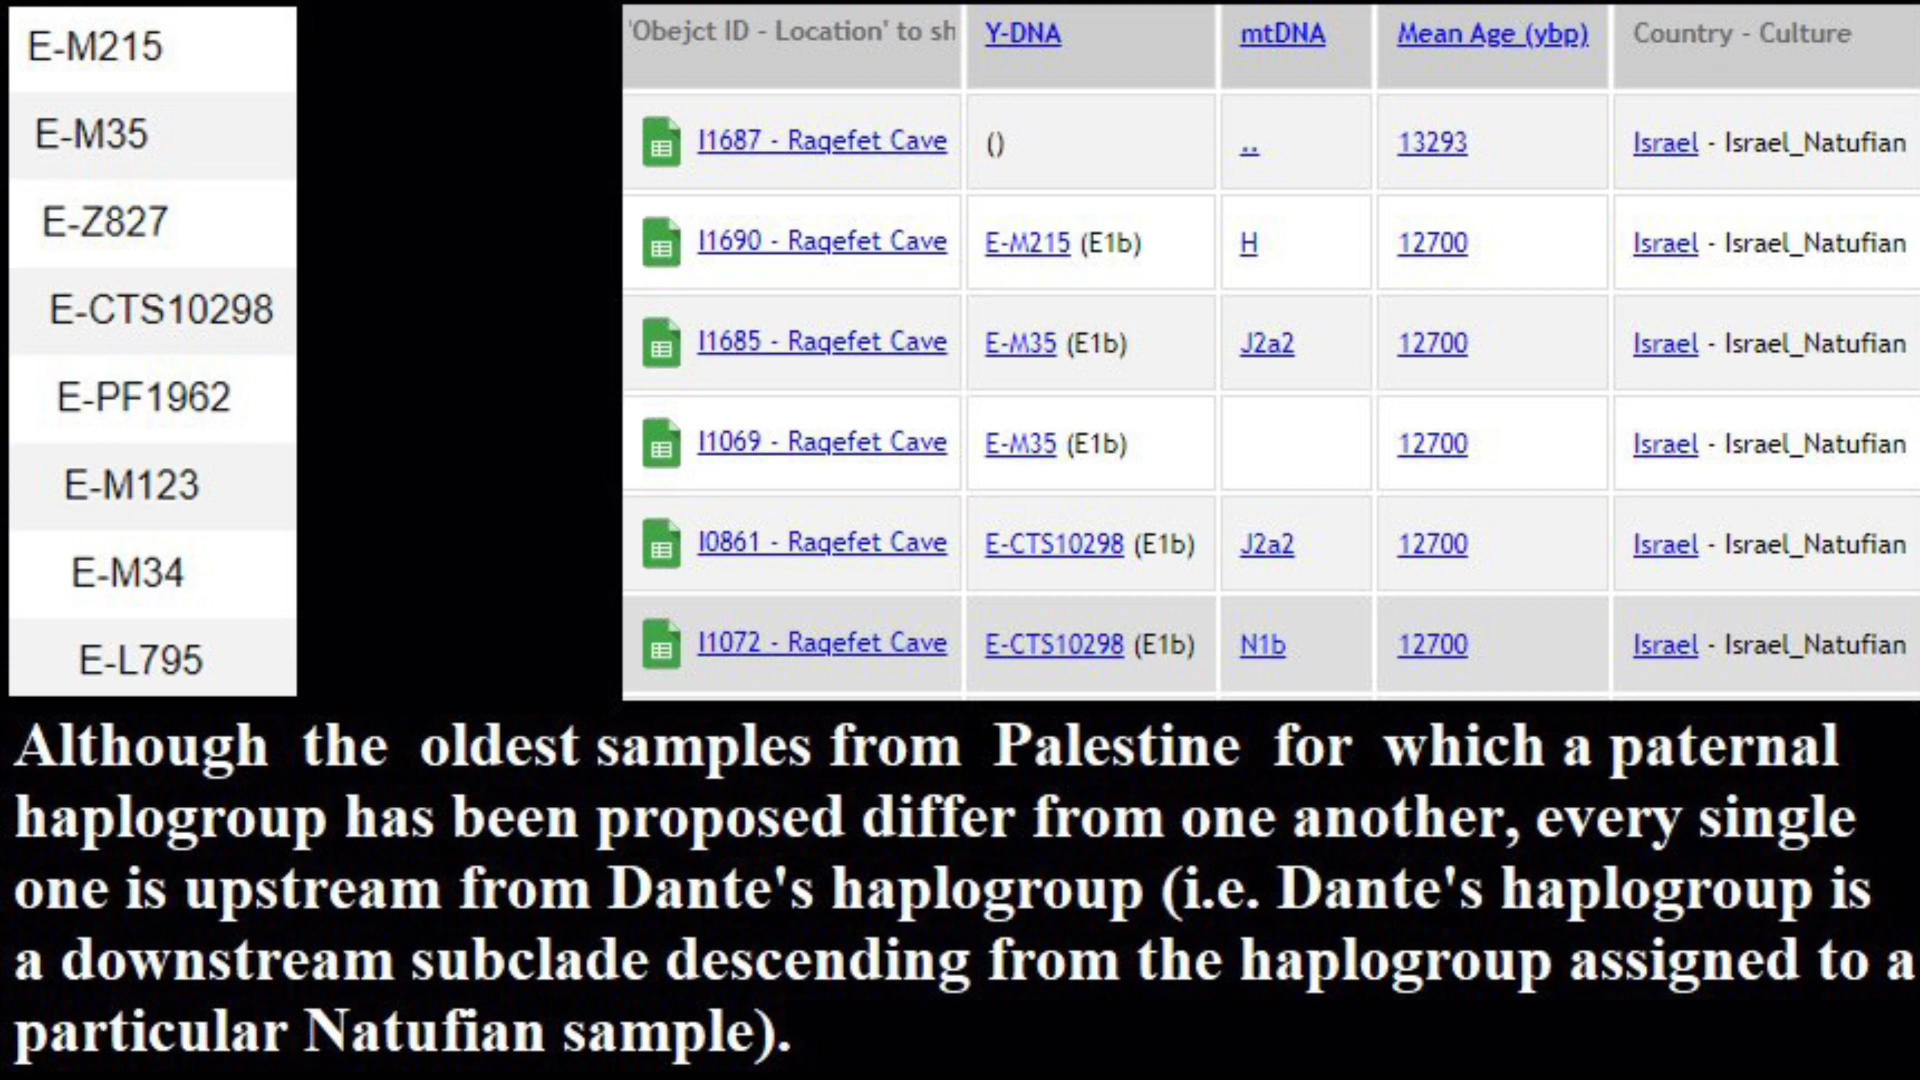 E-M215
E-M35
E-Z827
E-CTS10298
E-PF1962
E-M123
E-M34
E-L795
'Obejct ID - Location' to sh Y-DNA mtDNA Mean Age (ybp) Country - Culture
I1687 - Raqefet Cave () .. 13293 Israel - Israel_Natufian
I1690 - Raqefet Cave E-M215 (E1b) H 12700 Israel - Israel_Natufian
I1685 - Raqefet Cave E-M35 (E1b) J2a2 12700 Israel - Israel_Natufian
I1069 - Raqefet Cave E-M35 (E1b) 12700 Israel - Israel_Natufian
I0861 - Raqefet Cave E-CTS10298 (E1b) J2a2 12700 Israel - Israel_Natufian
I1072 - Raqefet Cave E-CTS10298 (E1b) N1b 12700 Israel - Israel_Natufian
Although the oldest samples from Palestine for which a paternal
haplogroup has been proposed differ from one another, every single
one is upstream from Dante's haplogroup (i.e. Dante's haplogroup is
a downstream subclade descending from the haplogroup assigned to a
particular Natufian sample).